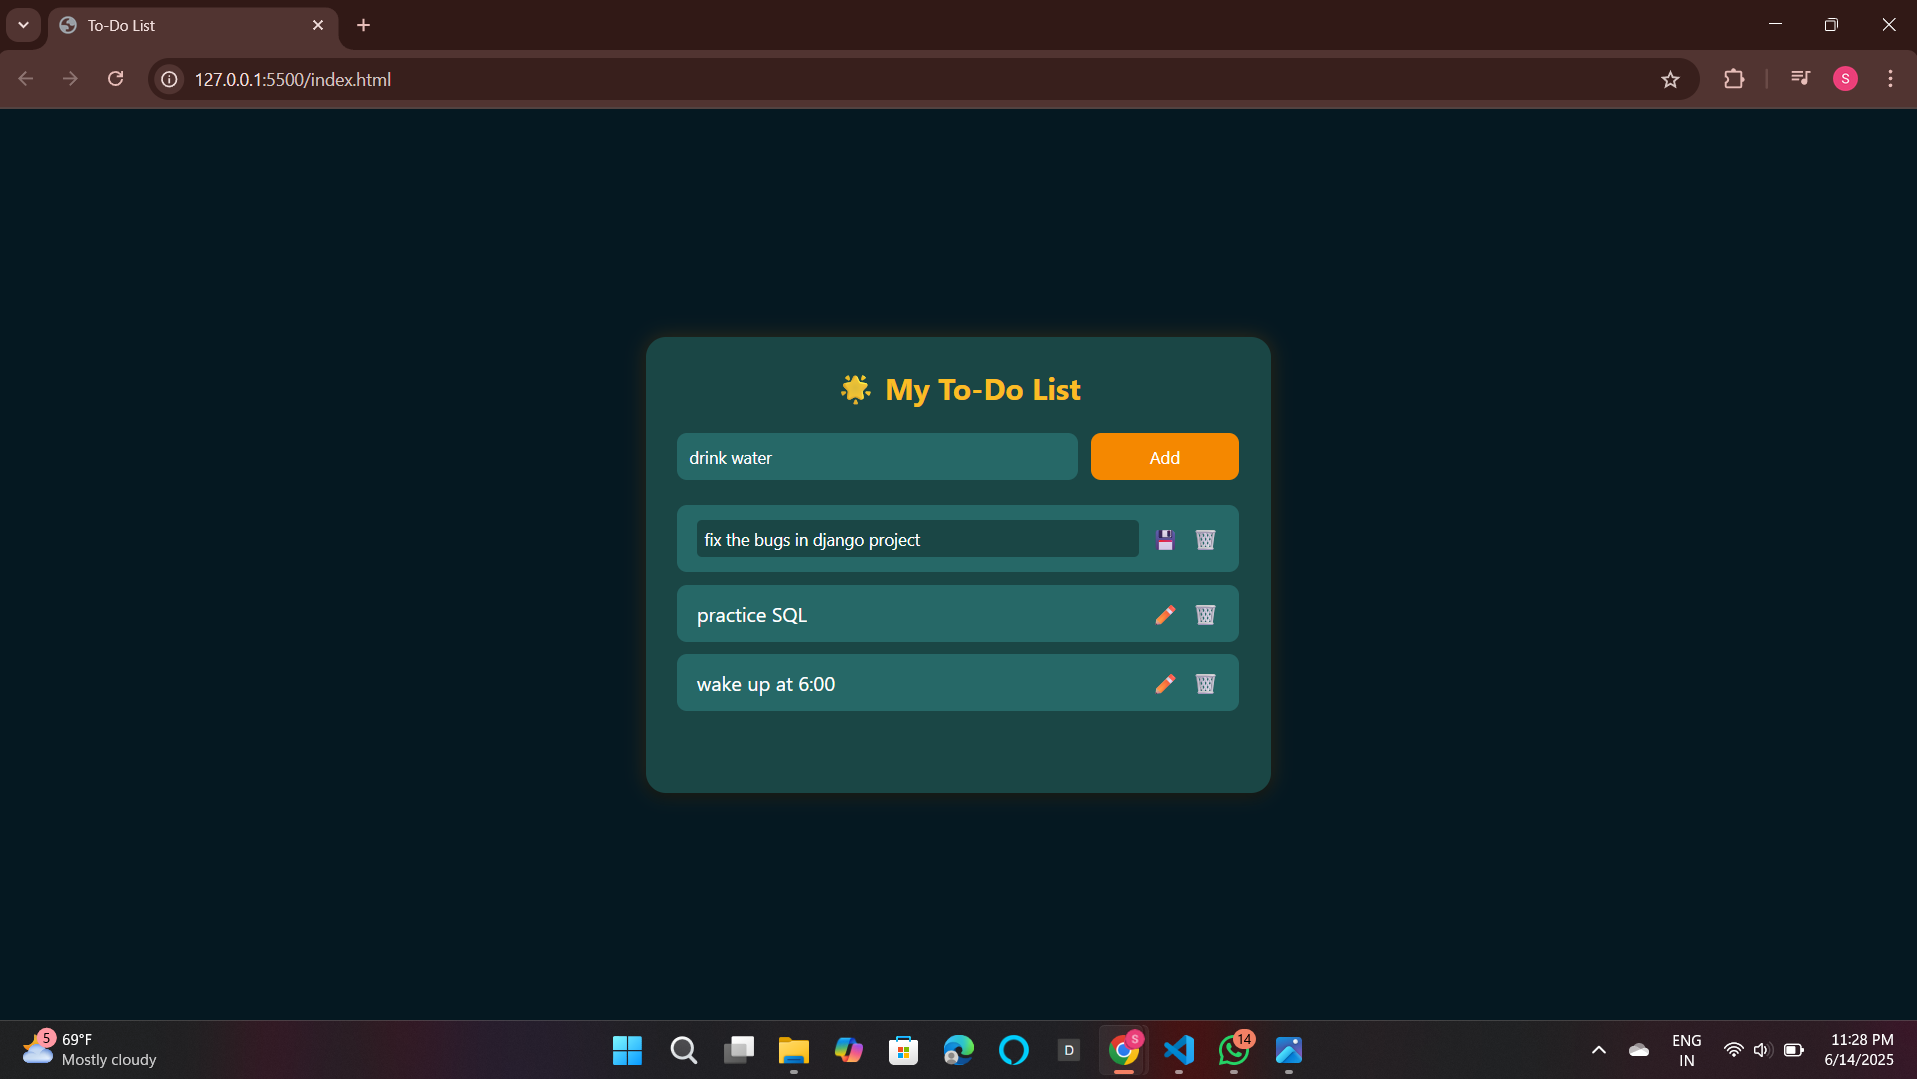 To-Do List
127.0.0.1:5500/index.html
S
My To-Do List
drink water
Add
fix the bugs in django project
practice SQL
wake up at 6:00
5
69°F
Mostly cloudy
D
S
14
ENG
IN
11:28 PM
6/14/2025